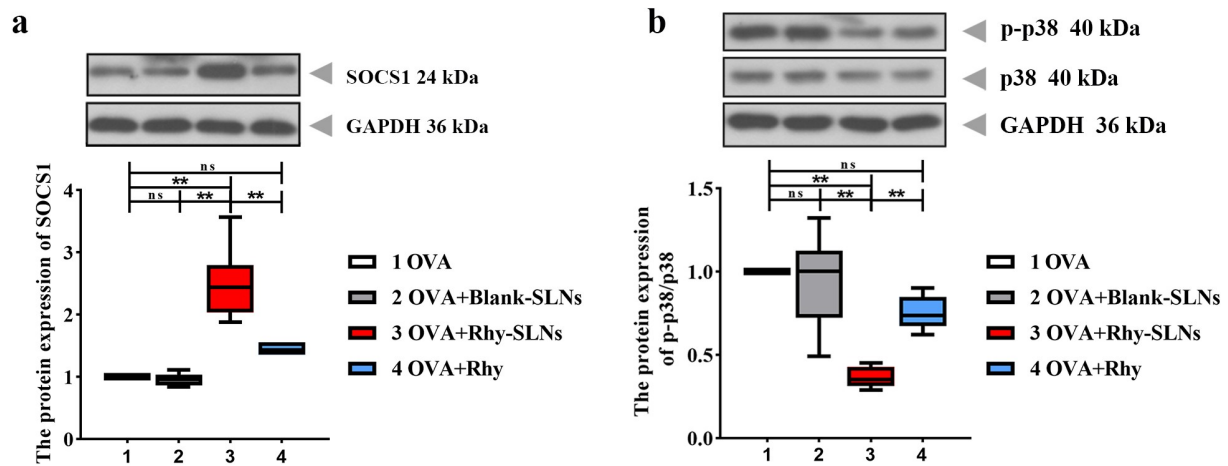 a
SOCS1 24 kDa
GAPDH 36 kDa
The protein expression of SOCS1
4
3
2
1
0
ns
**
ns
**
**
1
2
3
4
1 OVA
2 OVA+Blank-SLNs
3 OVA+Rhy-SLNs
4 OVA+Rhy
b
p-p38 40 kDa
p38 40 kDa
GAPDH 36 kDa
The protein expression
of p-p38/p38
1.5
1.0
0.5
0.0
ns
**
ns
**
**
1
2
3
4
1 OVA
2 OVA+Blank-SLNs
3 OVA+Rhy-SLNs
4 OVA+Rhy